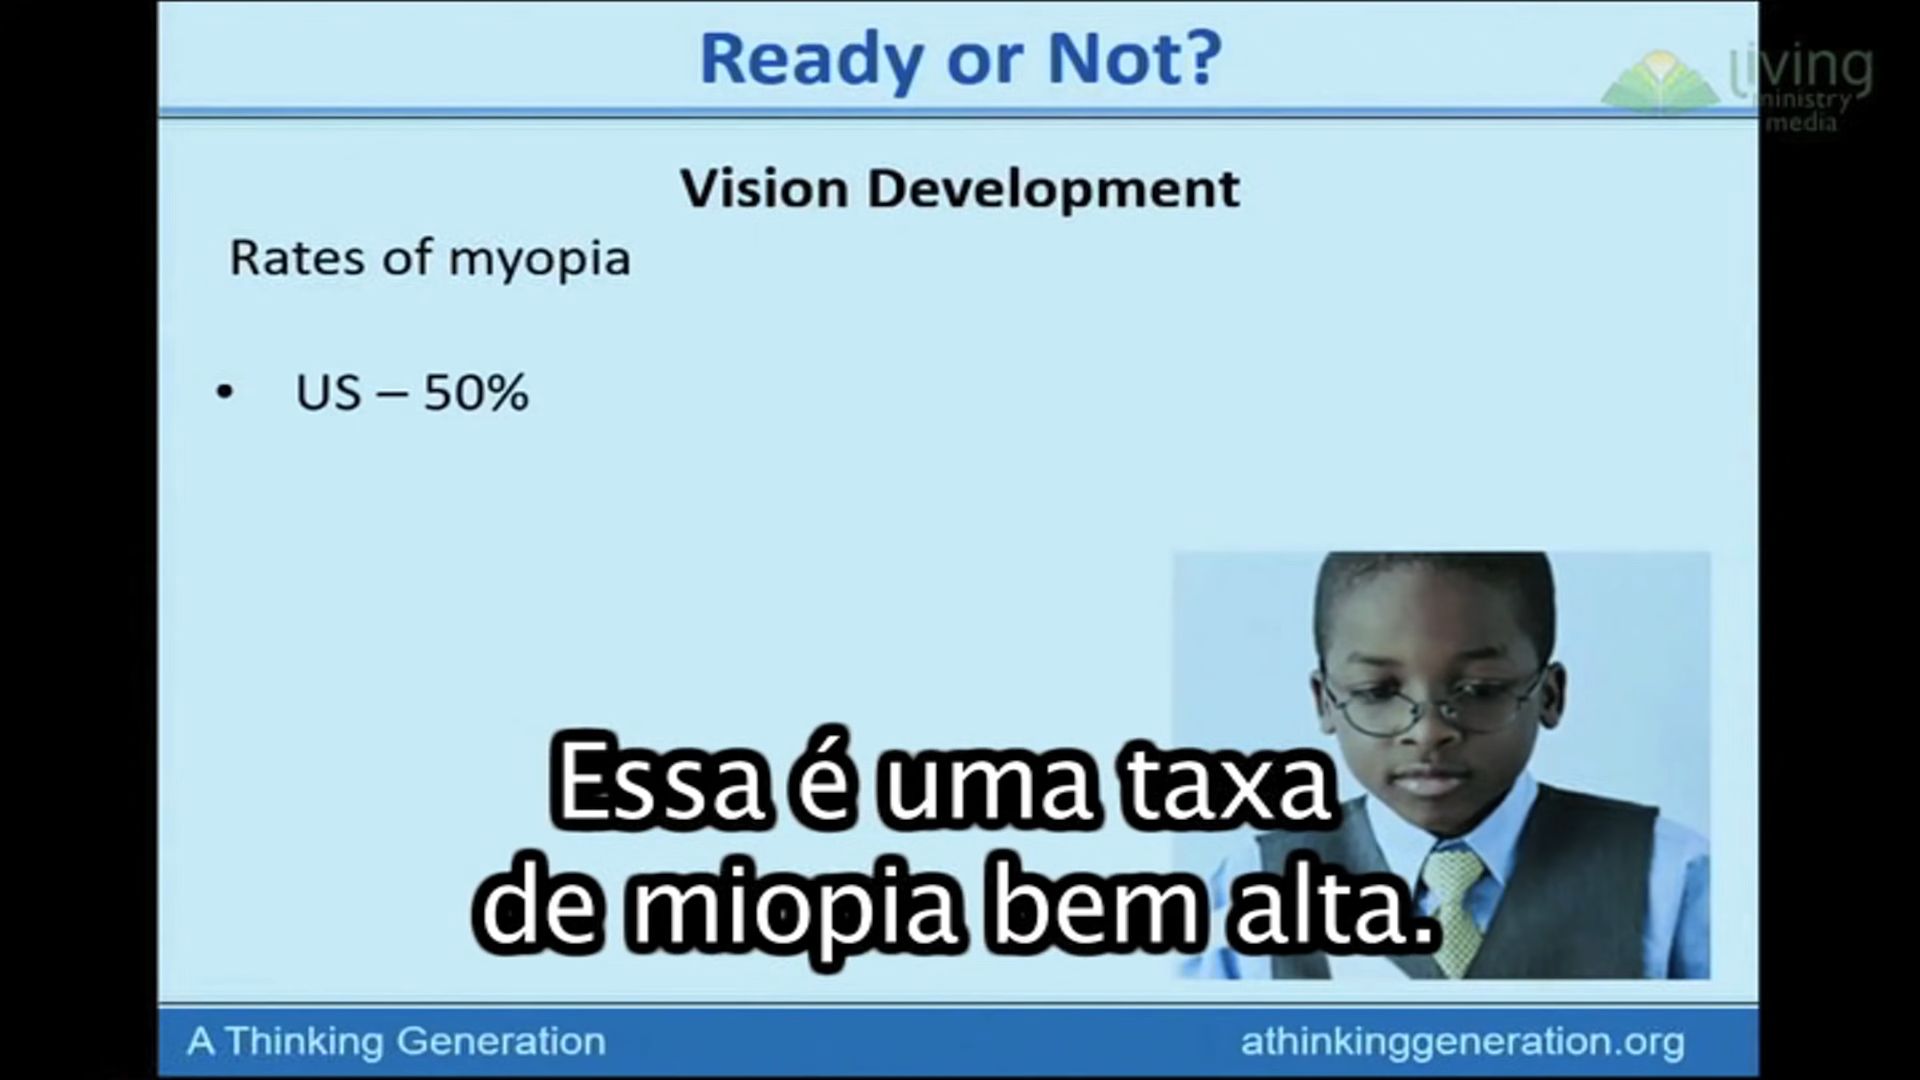 Ready or Not?
living
ministry
media
Vision Development
Rates of myopia
• US – 50%
Essa é uma taxa
de miopia bem alta.
A Thinking Generation
athinkinggeneration.org